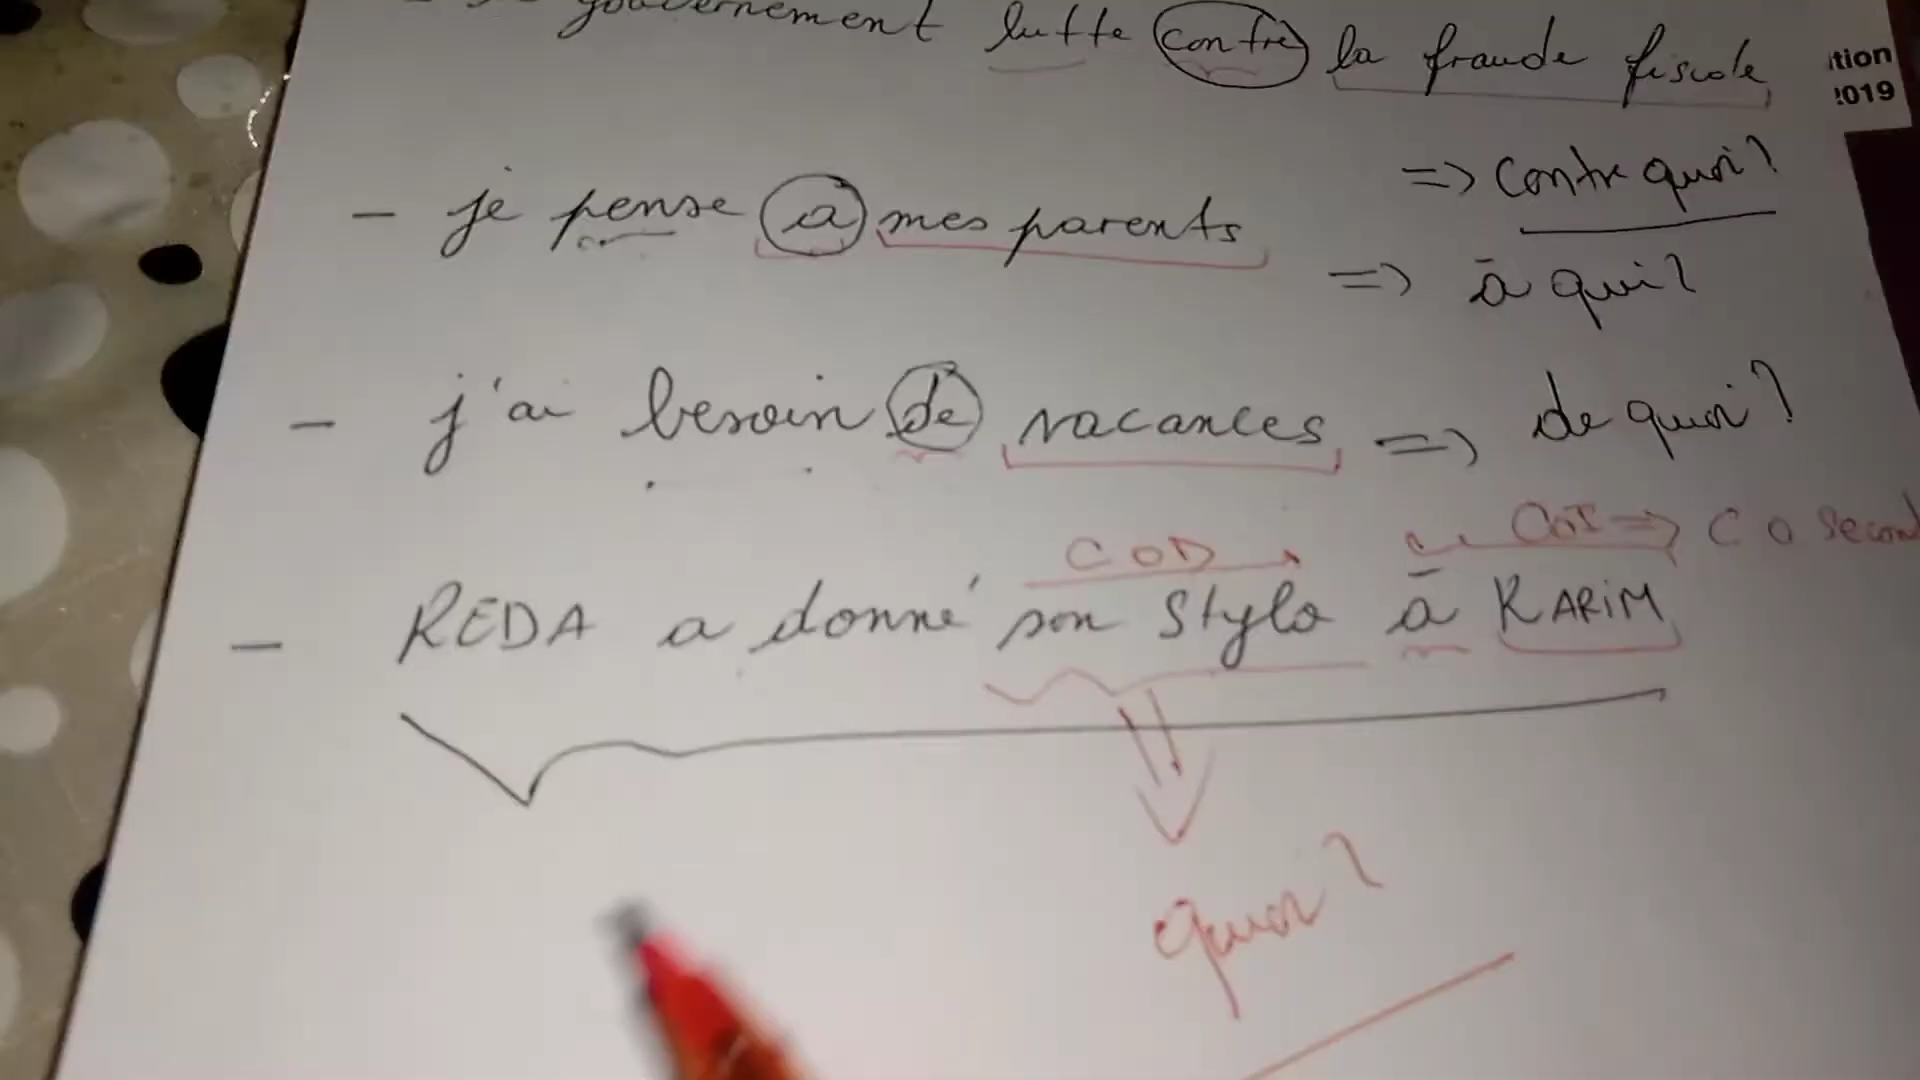 gouvernement lutte contre la fraude fiscale
ition
2019
=> Contre quoi?
- je pense à mes parents
=> à qui?
- j'ai besoin de vacances => de quoi?
COD COI => C O Second
- REDA a donné son stylo à KARIM
quoi?